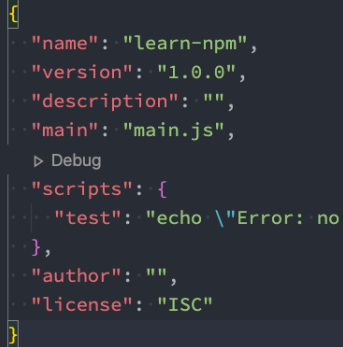 {
"name": "learn-npm",
"version": "1.0.0",
"description": "",
"main": "main.js",
Debug
"scripts": {
"test": "echo \"Error: no
},
"author": "",
"license": "ISC"
}